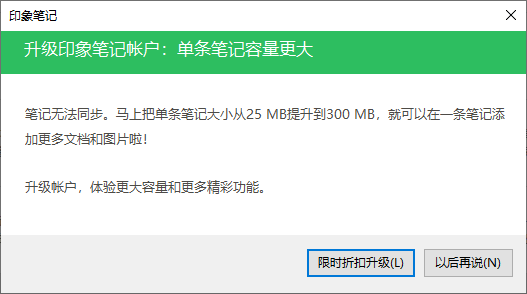 印象笔记
升级印象笔记帐户：单条笔记容量更大
笔记无法同步。马上把单条笔记大小从25 MB提升到300 MB，就可以在一条笔记添
加更多文档和图片啦!
升级帐户，体验更大容量和更多精彩功能。
限时折扣升级(L)
以后再说(N)